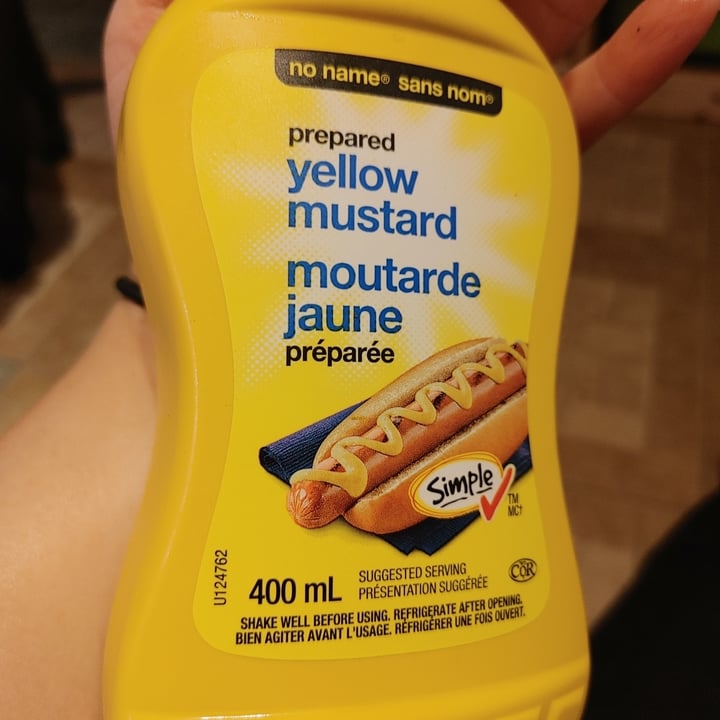 no name® sans nom®
prepared
yellow
mustard
moutarde
jaune
préparée
Simple
TM
MC†
U124762
400 mL
SUGGESTED SERVING
PRÉSENTATION SUGGÉRÉE
COR
SHAKE WELL BEFORE USING. REFRIGERATE AFTER OPENING.
BIEN AGITER AVANT L'USAGE. RÉFRIGÉRER UNE FOIS OUVERT.